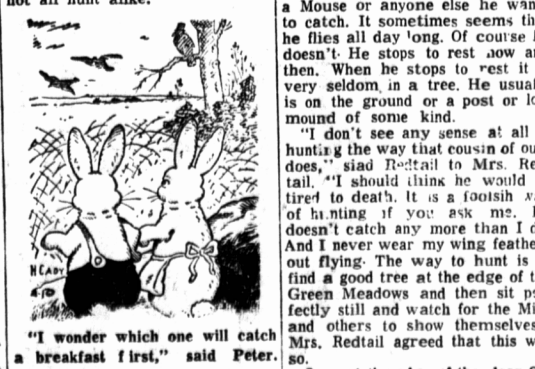 not all hunt alike.
H CADY
4-10
"I wonder which one will catch
a breakfast first," said Peter.
a Mouse or anyone else he wan
to catch. It sometimes seems th
he flies all day long. Of course
doesn't. He stops to rest now a
then. When he stops to rest it
very seldom in a tree. He usual
is on the ground or a post or lo
mound of some kind.
"I don't see any sense at all
hunting the way that cousin of ou
does," siad Redtail to Mrs. Re
tail. "I should think he would
tired to death. It is a foolsih
of hunting if you ask me.
doesn't catch any more than I d
And I never wear my wing feathe
out flying. The way to hunt is
find a good tree at the edge of t
Green Meadows and then sit p
fectly still and watch for the Mi
and others to show themselves
Mrs. Redtail agreed that this w
so.